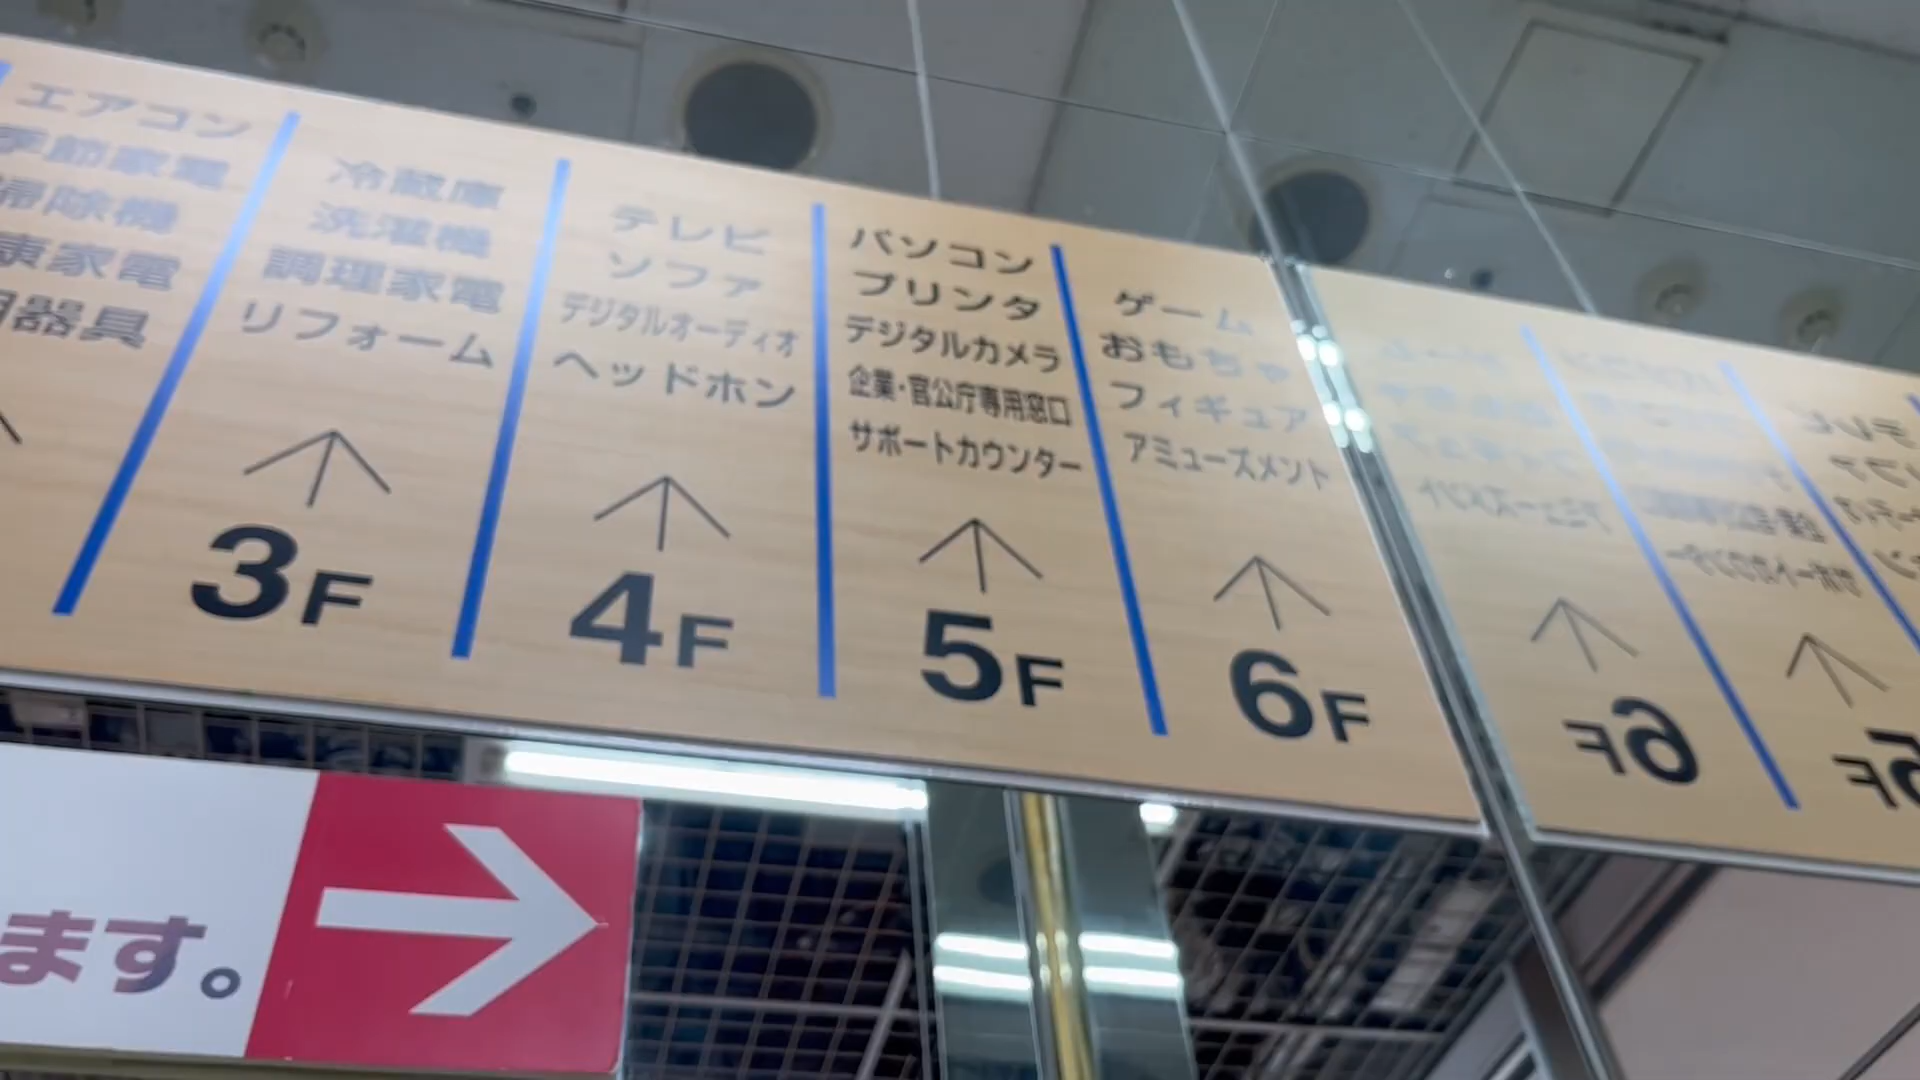 エアコン
季節家電
掃除機
康家電
器具
冷蔵庫
洗濯機
調理家電
リフォーム
3F
テレビ
ソファ
デジタルオーディオ
ヘッドホン
4F
パソコン
プリンタ
デジタルカメラ
企業・官公庁専用窓口
サポートカウンター
5F
ゲーム
おもちゃ
フィギュア
アミューズメント
6F
ます。